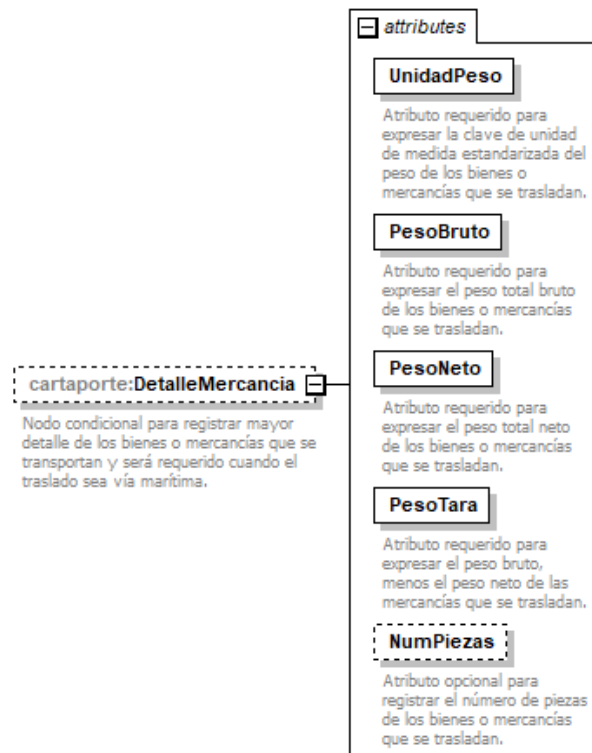 attributes
UnidadPeso
Atributo requerido para
expresar la clave de unidad
de medida estandarizada del
peso de los bienes o
mercancías que se trasladan.
PesoBruto
Atributo requerido para
expresar el peso total bruto
de los bienes o mercancías
que se trasladan.
cartaporte:DetalleMercancia
Nodo condicional para registrar mayor
detalle de los bienes o mercancías que se
transportan y será requerido cuando el
traslado sea vía marítima.
PesoNeto
Atributo requerido para
expresar el peso total neto
de los bienes o mercancías
que se trasladan.
PesoTara
Atributo requerido para
expresar el peso bruto,
menos el peso neto de las
mercancías que se trasladan.
NumPiezas
Atributo opcional para
registrar el número de piezas
de los bienes o mercancías
que se trasladan.